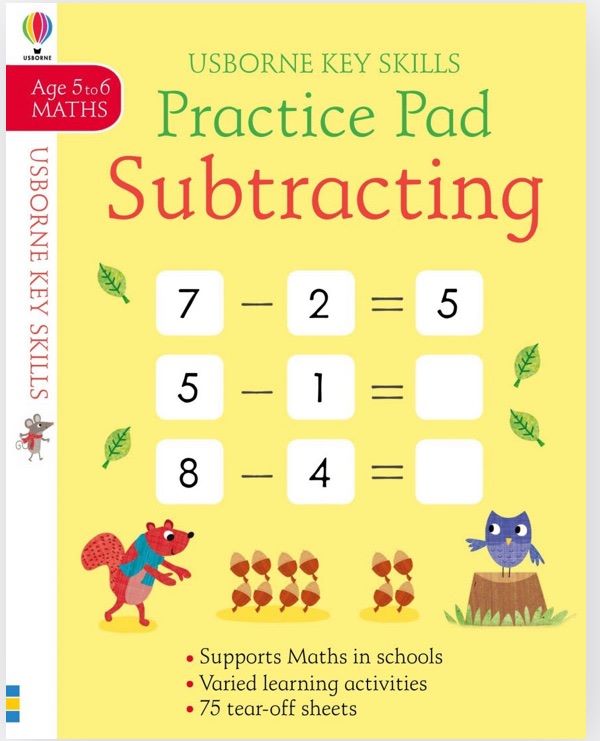 USBORNE
Age 5 to 6
MATHS
USBORNE KEY SKILLS
USBORNE KEY SKILLS
Practice Pad
Subtracting
7 – 2 = 5
5 – 1 =
8 – 4 =
• Supports Maths in schools
• Varied learning activities
• 75 tear-off sheets